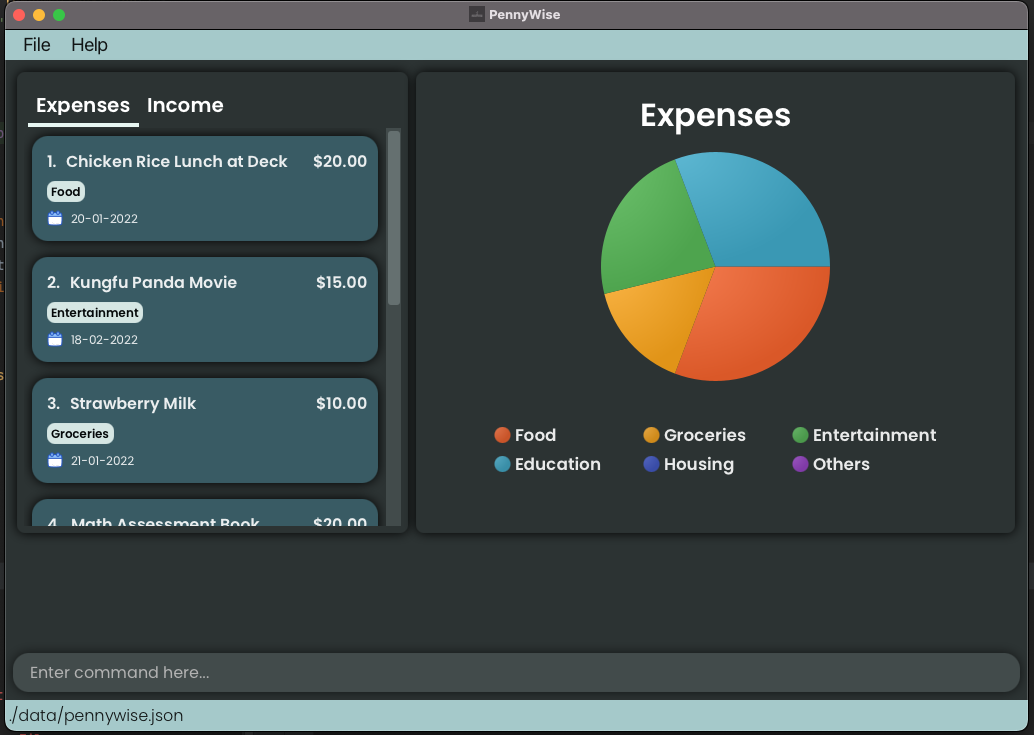 PennyWise
File Help
Expenses Income
1. Chicken Rice Lunch at Deck $20.00
Food
20-01-2022
2. Kungfu Panda Movie $15.00
Entertainment
18-02-2022
3. Strawberry Milk $10.00
Groceries
21-01-2022
4. Math Assessment Book $20.00
Expenses
Food Groceries Entertainment
Education Housing Others
Enter command here...
./data/pennywise.json